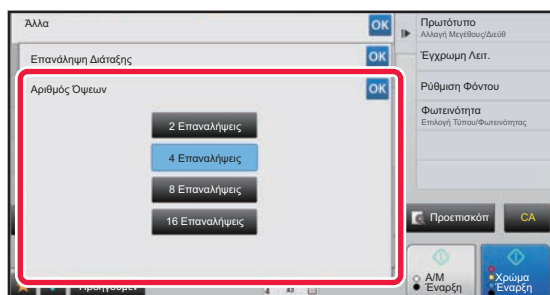 Άλλα
OK
Επανάληψη Διάταξης
OK
Αριθμός Όψεων
OK
2 Επαναλήψεις
4 Επαναλήψεις
8 Επαναλήψεις
16 Επαναλήψεις
Πρωτότυπο
Αλλαγή Μεγέθους/Διεύθ
Έγχρωμη Λειτ.
Ρύθμιση Φόντου
Φωτεινότητα
Επιλογή Τύπου/Φωτεινότητας
Προεπισκόπ
CA
Α/Μ
Έναρξη
Χρώμα
Έναρξη